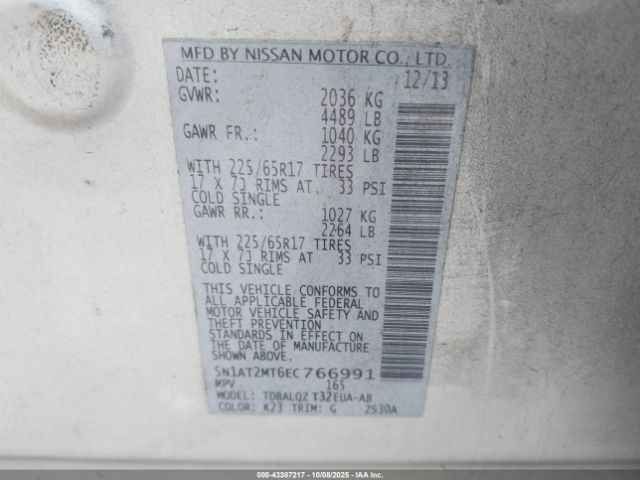 MFD BY NISSAN MOTOR CO., LTD.
DATE: 12/13
GVWR: 2036 KG
4489 LB
GAWR FR.: 1040 KG
2293 LB
WITH 225/65R17 TIRES
17 X 7J RIMS AT 33 PSI
COLD SINGLE
GAWR RR.: 1027 KG
2264 LB
WITH 225/65R17 TIRES
17 X 7J RIMS AT 33 PSI
COLD SINGLE
THIS VEHICLE CONFORMS TO
ALL APPLICABLE FEDERAL
MOTOR VEHICLE SAFETY AND
THEFT PREVENTION
STANDARDS IN EFFECT ON
THE DATE OF MANUFACTURE
SHOWN ABOVE.
5N1AT2MT6EC766991
MPV 165
MODEL: TDBALQZ T32EUA-AB
COLOR: K23 TRIM: G ZS30A
000-43387217 - 10/08/2025 - IAAI.COM